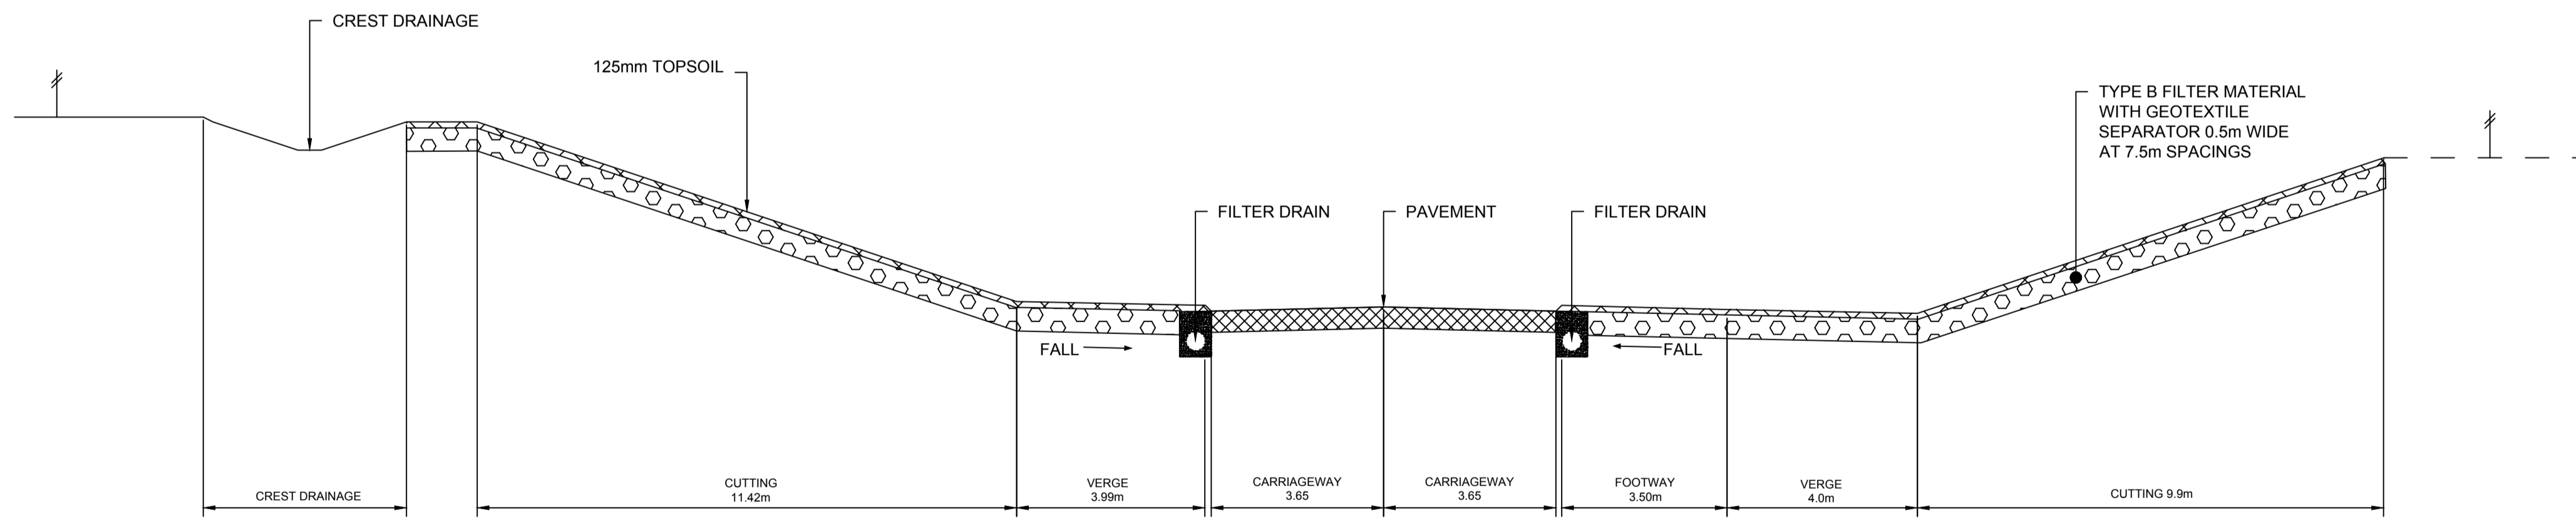 CREST DRAINAGE
125mm TOPSOIL
TYPE B FILTER MATERIAL
WITH GEOTEXTILE
SEPARATOR 0.5m WIDE
AT 7.5m SPACINGS
FILTER DRAIN
PAVEMENT
FILTER DRAIN
FALL
FALL
CREST DRAINAGE
CUTTING
11.42m
VERGE
3.99m
CARRIAGEWAY
3.65
CARRIAGEWAY
3.65
FOOTWAY
3.50m
VERGE
4.0m
CUTTING 9.9m